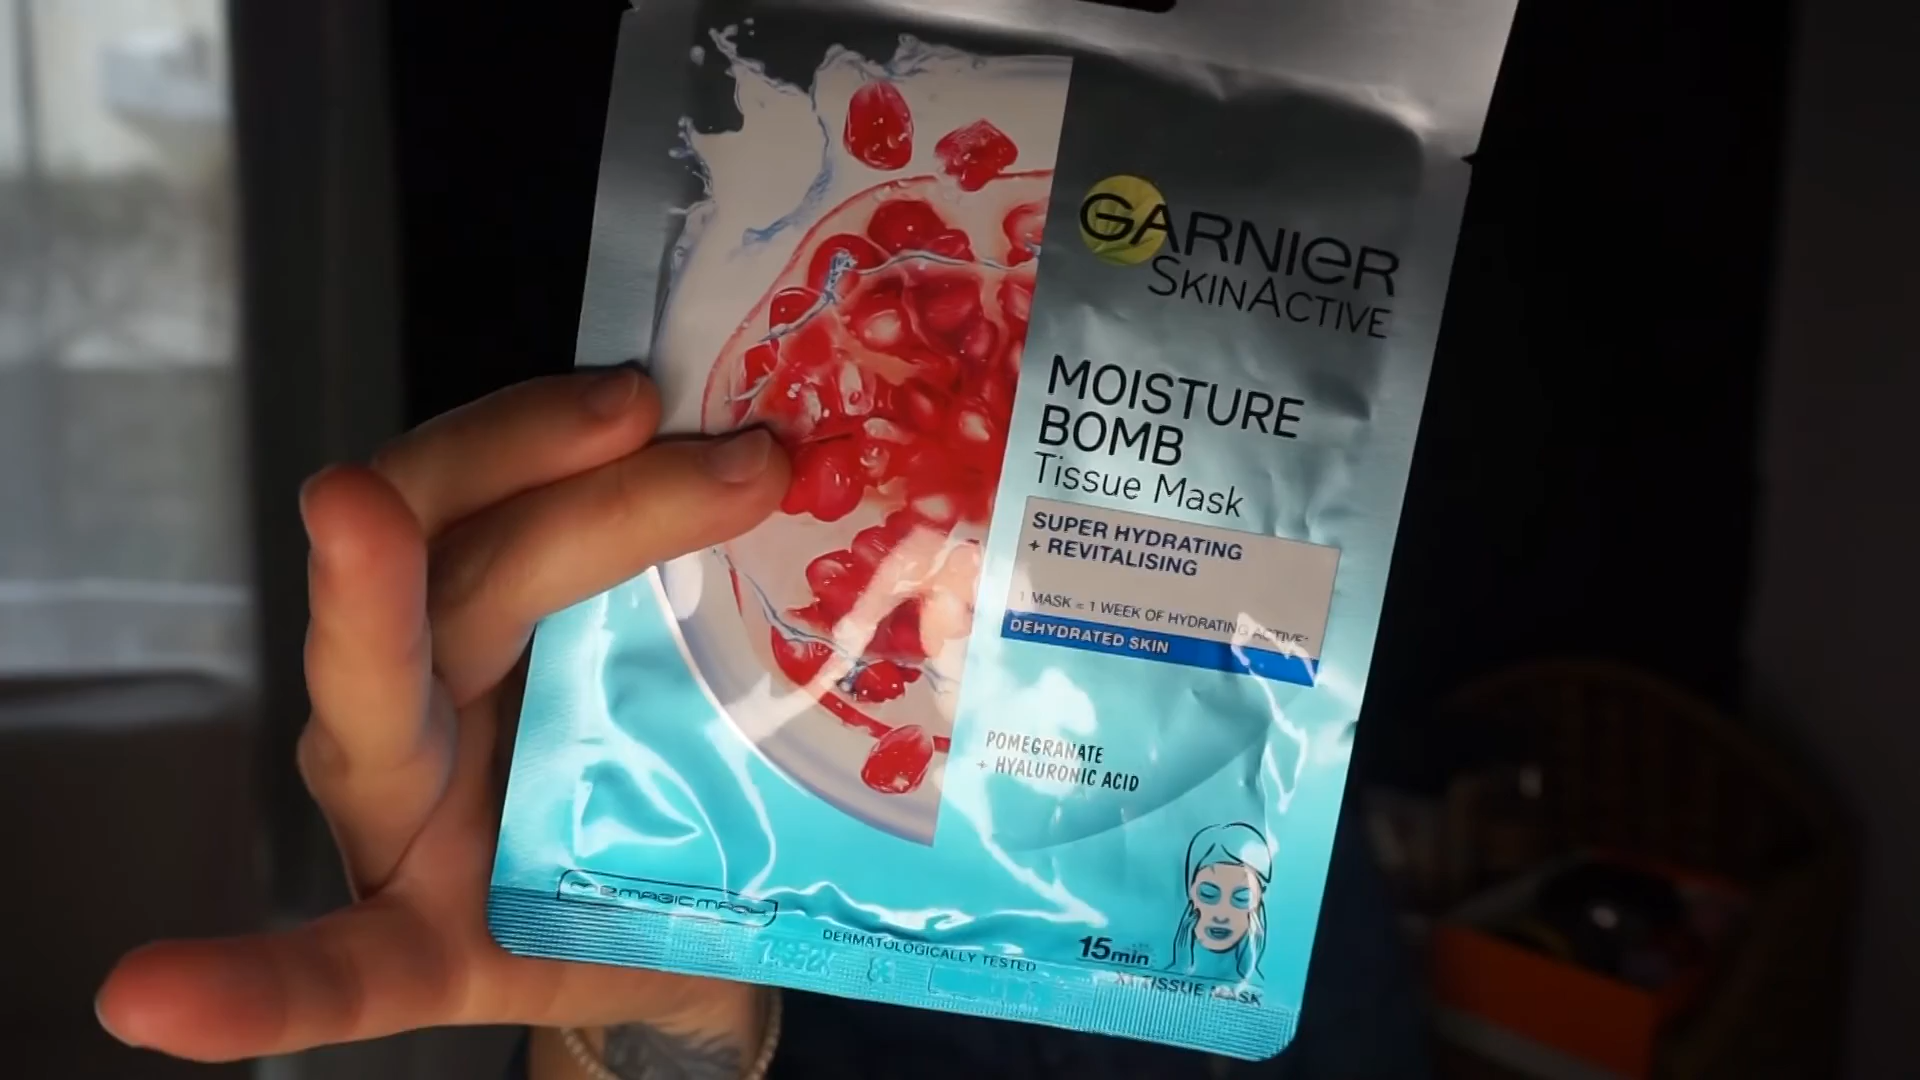 GARNIER
SKINACTIVE
MOISTURE
BOMB
Tissue Mask
SUPER HYDRATING
+ REVITALISING
1 MASK = 1 WEEK OF HYDRATING ACTIVE*
DEHYDRATED SKIN
POMEGRANATE
+ HYALURONIC ACID
DERMATOLOGICALLY TESTED
15min
X1 TISSUE MASK